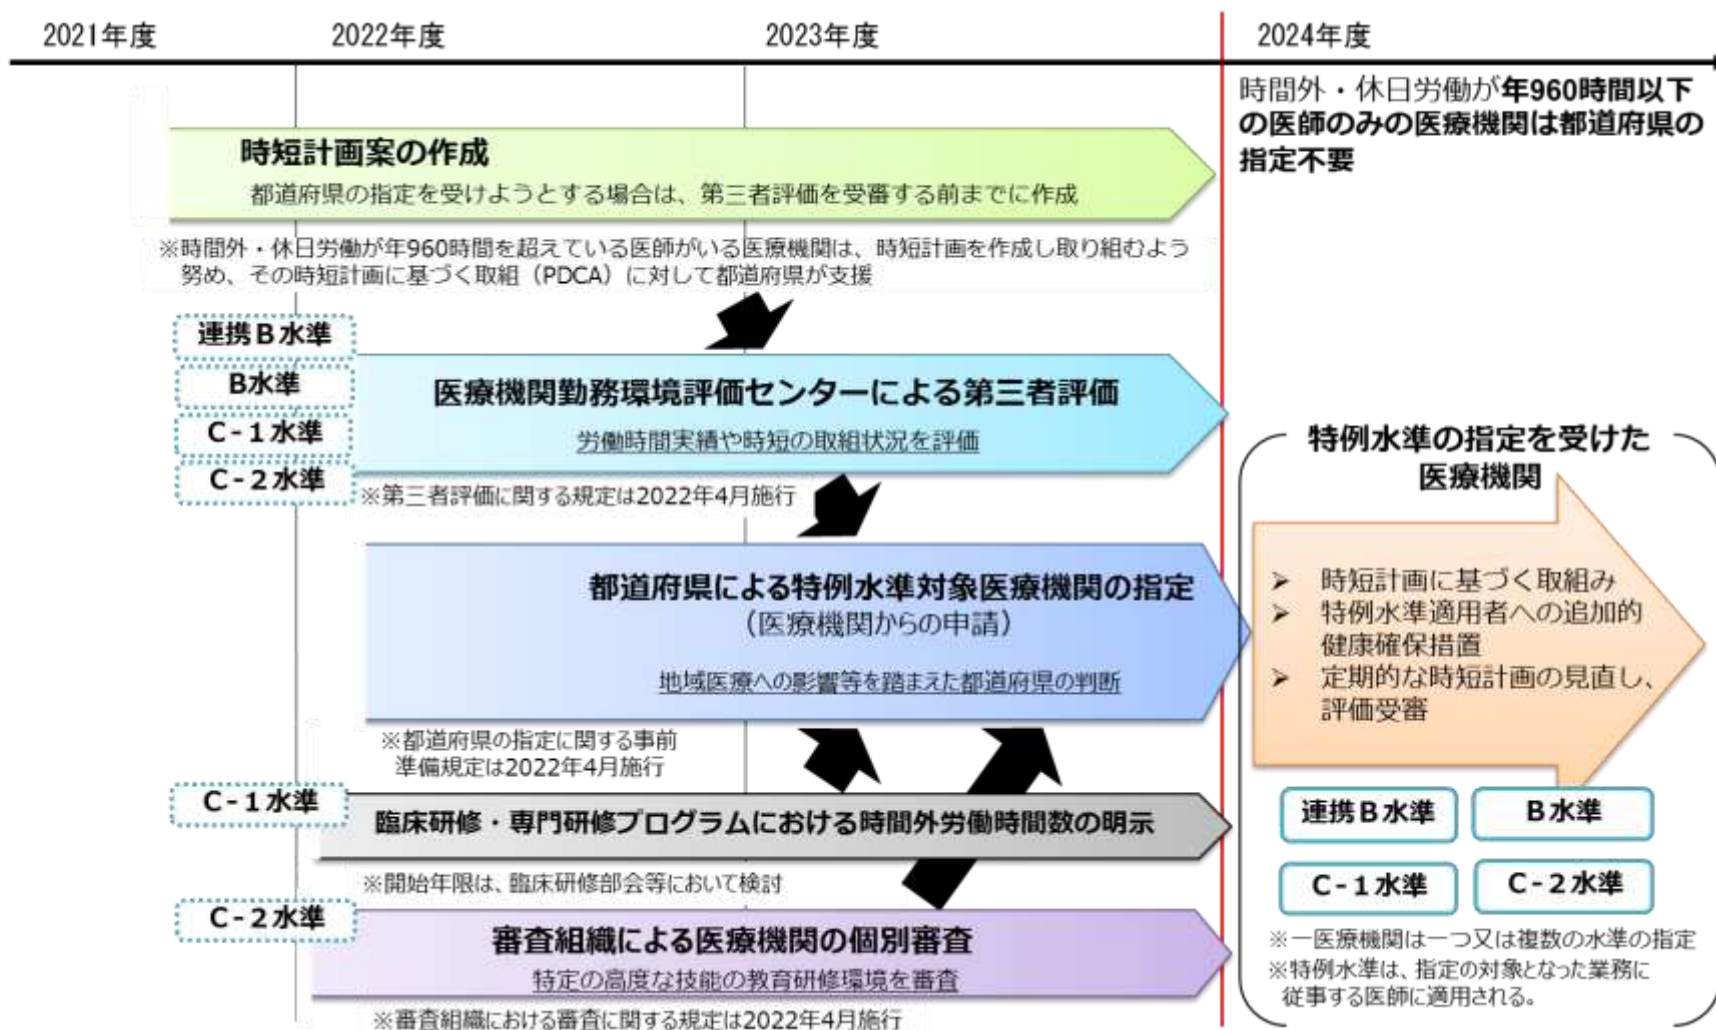 2021年度
2022年度
2023年度
2024年度
時間外・休日労働が年960時間以下
の医師のみの医療機関は都道府県の
指定不要
時短計画案の作成
都道府県の指定を受けようとする場合は、第三者評価を受審する前までに作成
※時間外・休日労働が年960時間を超えている医師がいる医療機関は、時短計画を作成し取り組むよう
努め、その時短計画に基づく取組（PDCA）に対して都道府県が支援
連携Ｂ水準
B水準
Ｃ-１水準
Ｃ-２水準
医療機関勤務環境評価センターによる第三者評価
労働時間実績や時短の取組状況を評価
※第三者評価に関する規定は2022年4月施行
都道府県による特例水準対象医療機関の指定
（医療機関からの申請）
地域医療への影響等を踏まえた都道府県の判断
※都道府県の指定に関する事前
準備規定は2022年4月施行
Ｃ-１水準
臨床研修・専門研修プログラムにおける時間外労働時間数の明示
※開始年限は、臨床研修部会等において検討
Ｃ-２水準
審査組織による医療機関の個別審査
特定の高度な技能の教育研修環境を審査
※審査組織における審査に関する規定は2022年4月施行
特例水準の指定を受けた
医療機関
➢ 時短計画に基づく取組み
➢ 特例水準適用者への追加的
健康確保措置
➢ 定期的な時短計画の見直し、
評価受審
連携Ｂ水準
Ｂ水準
Ｃ-１水準
Ｃ-２水準
※一医療機関は一つ又は複数の水準の指定
※特例水準は、指定の対象となった業務に
従事する医師に適用される。